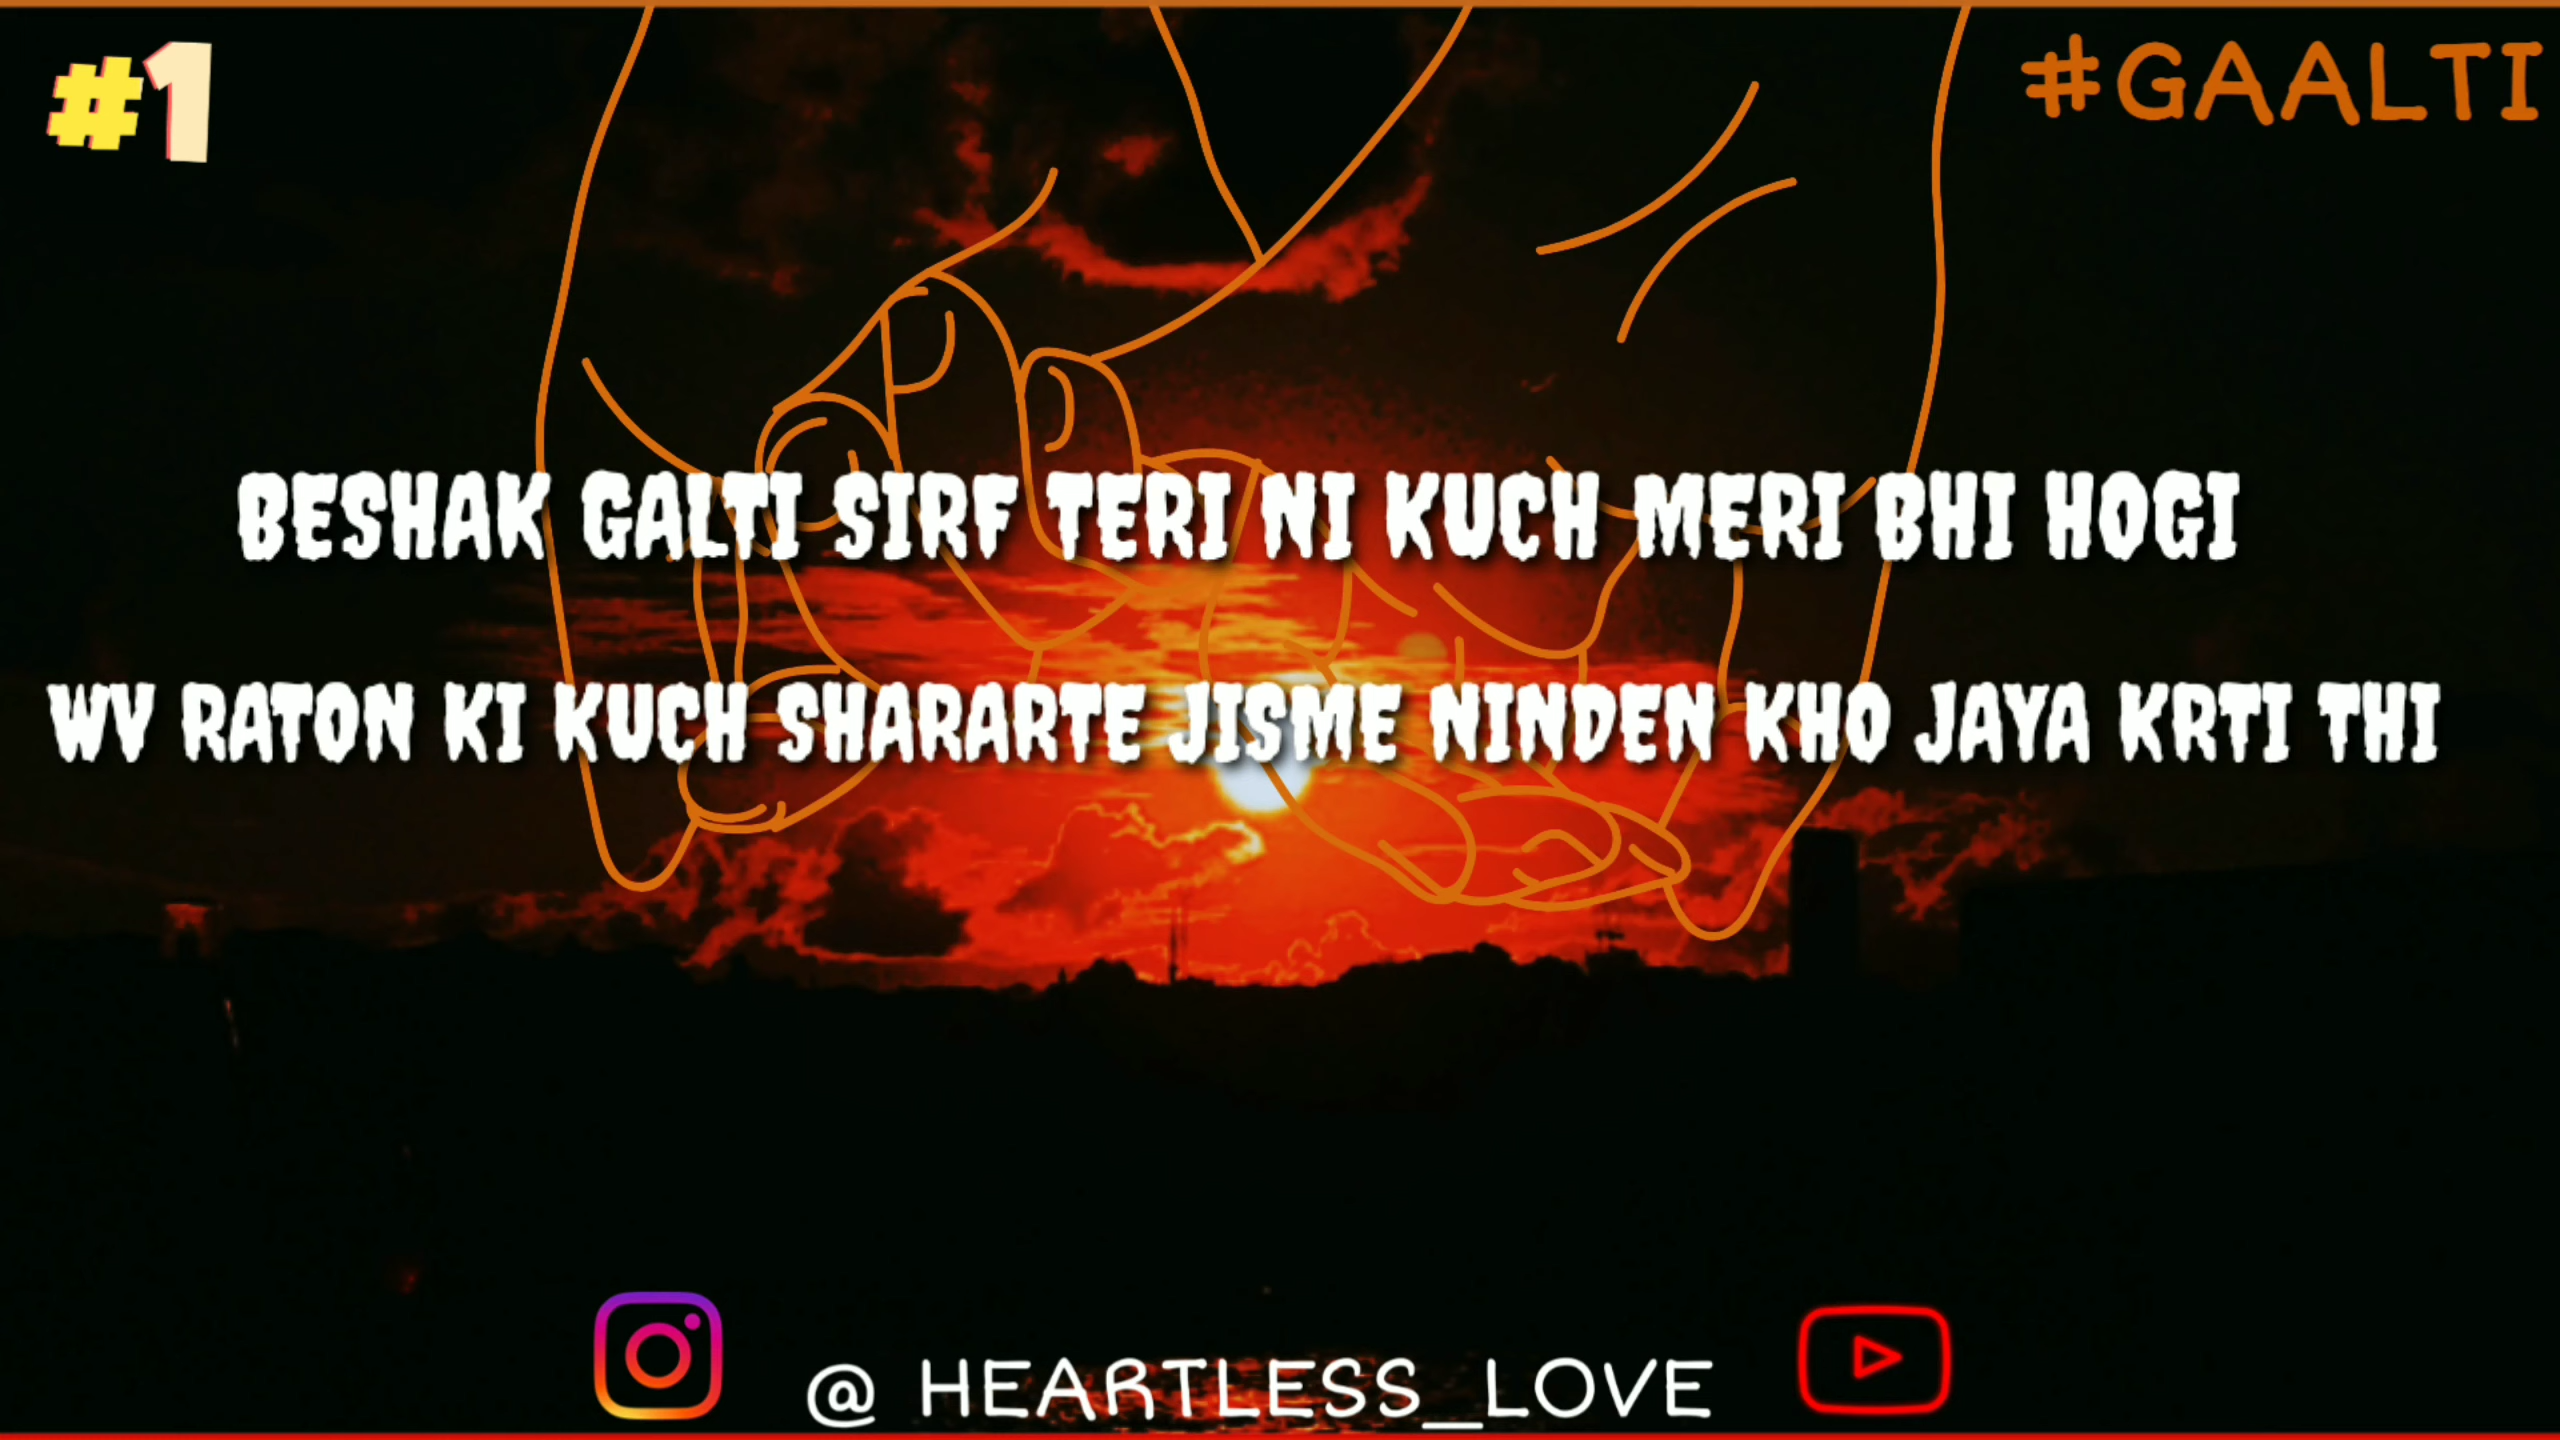 #1
#GAALTI
BESHAK GALTI SIRF TERI NI KUCH MERI BHI HOGI
WV RATON KI KUCH SHARARTE JISME NINDEN KHO JAYA KRTI THI
@ HEARTLESS_LOVE